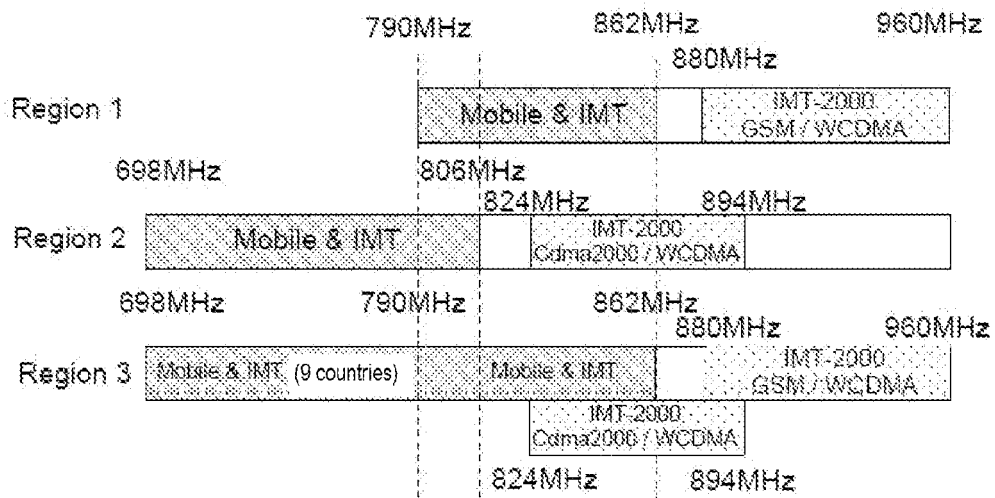 790MHz 862MHz 960MHz
880MHz
Region 1 Mobile & IMT IMT-2000
GSM / WCDMA
698MHz 806MHz
824MHz 894MHz
Region 2 Mobile & IMT IMT-2000
Cdma2000 / WCDMA
698MHz 790MHz 862MHz
880MHz 960MHz
Region 3 Mobile & IMT (9 countries) Mobile & IMT IMT-2000
GSM / WCDMA
IMT-2000
Cdma2000 / WCDMA
824MHz 894MHz